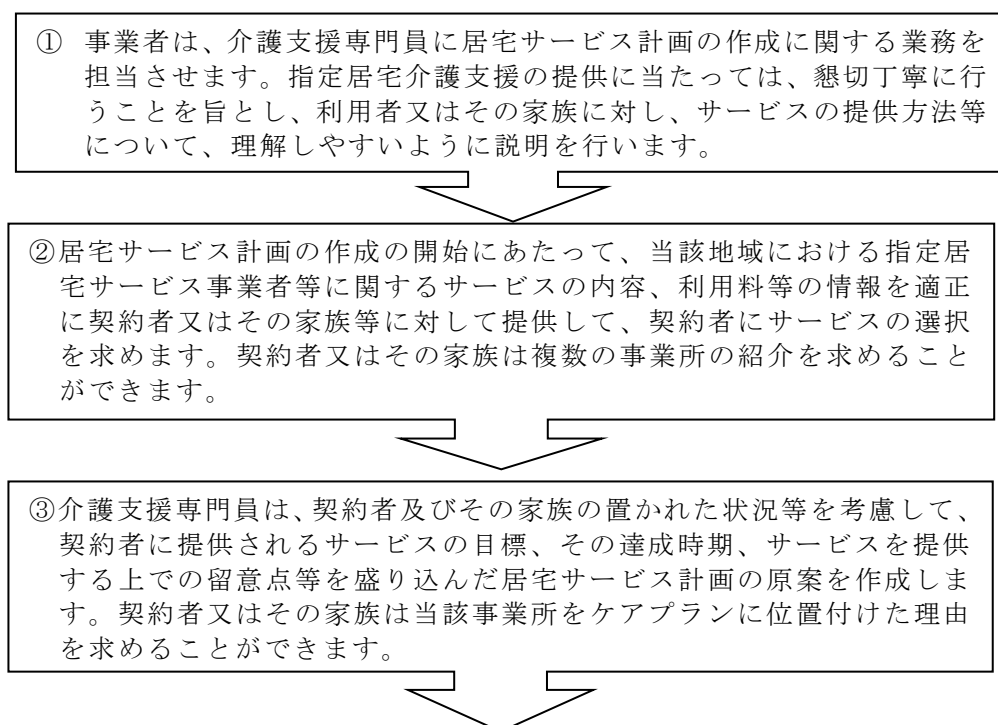 ① 事業者は、介護支援専門員に居宅サービス計画の作成に関する業務を
担当させます。指定居宅介護支援の提供に当たっては、懇切丁寧に行
うことを旨とし、利用者又はその家族に対し、サービスの提供方法等
について、理解しやすいように説明を行います。
②居宅サービス計画の作成の開始にあたって、当該地域における指定居
宅サービス事業者等に関するサービスの内容、利用料等の情報を適正
に契約者又はその家族等に対して提供して、契約者にサービスの選択
を求めます。契約者又はその家族は複数の事業所の紹介を求めること
ができます。
③介護支援専門員は、契約者及びその家族の置かれた状況等を考慮して、
契約者に提供されるサービスの目標、その達成時期、サービスを提供
する上での留意点等を盛り込んだ居宅サービス計画の原案を作成しま
す。契約者又はその家族は当該事業所をケアプランに位置付けた理由
を求めることができます。